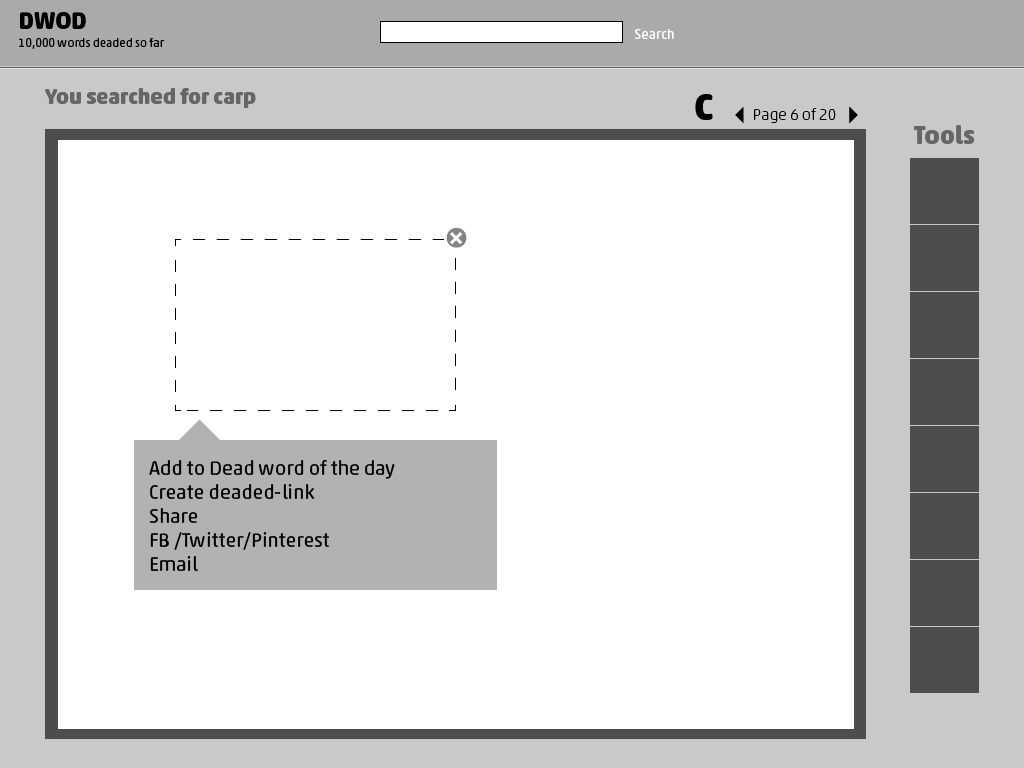 DWOD
10,000 words deaded so far
Search
You searched for carp
C
Page 6 of 20
Tools
Add to Dead word of the day
Create deaded-link
Share
FB /Twitter/Pinterest
Email